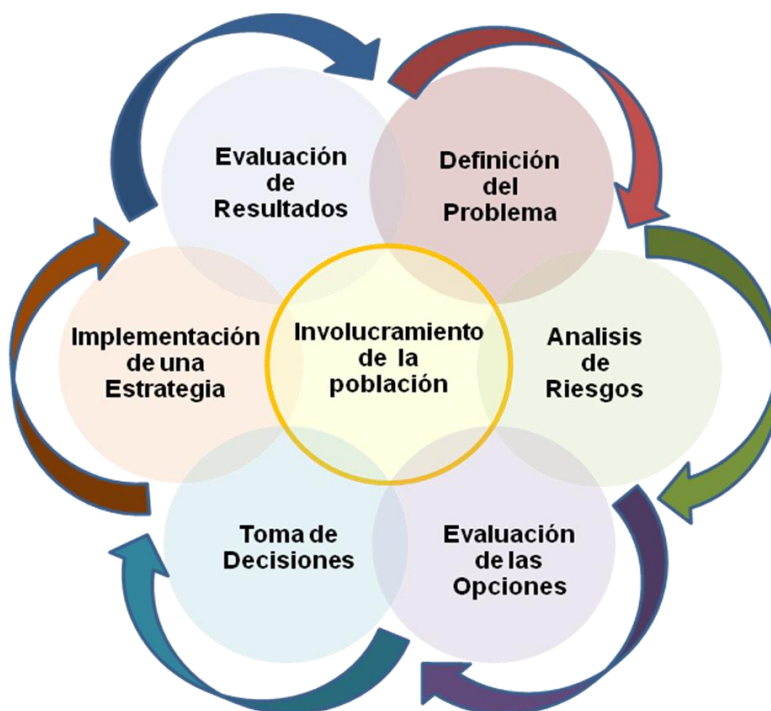 Evaluación
de
Resultados
Definición
del
Problema
Implementación
de una
Estrategia
Involucramiento
de la
población
Analisis
de
Riesgos
Toma de
Decisiones
Evaluación
de las
Opciones